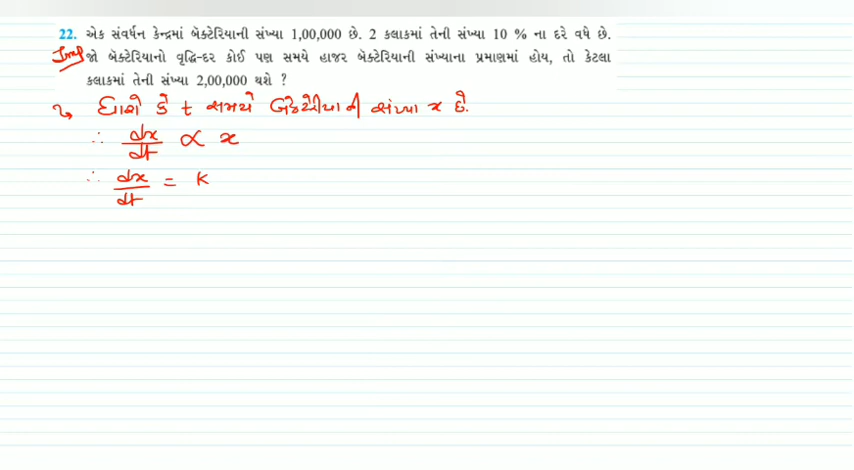 22. એક સંવર્ધન કેન્દ્રમાં બૅક્ટેરિયાની સંખ્યા 1,00,000 છે. 2 કલાકમાં તેની સંખ્યા 10 % ના દરે વધે છે.
Imp જો બૅક્ટેરિયાનો વૃદ્ધિ-દર કોઈ પણ સમયે હાજર બૅક્ટેરિયાની સંખ્યાના પ્રમાણમાં હોય, તો કેટલા
કલાકમાં તેની સંખ્યા 2,00,000 થશે ?
→ ધારો કે t સમયે બેક્ટેરીયાની સંખ્યા x છે.
∴ dx/dt ∝ x
∴ dx/dt = K